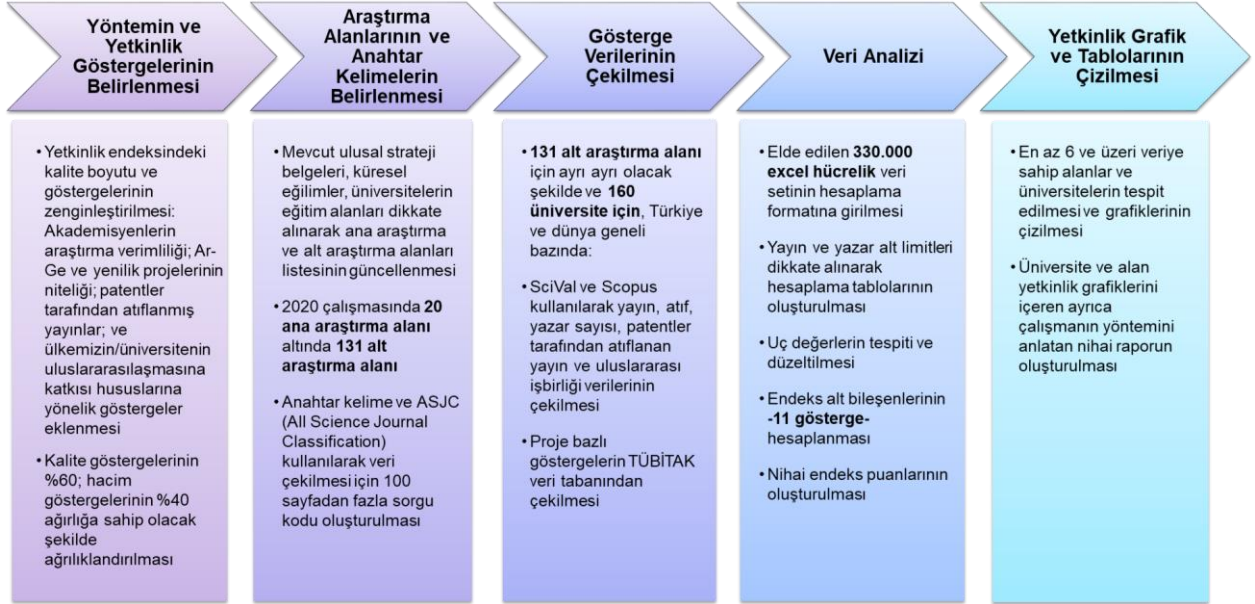 Yöntemin ve
Yetkinlik
Göstergelerinin
Belirlenmesi
• Yetkinlik endeksindeki
kalite boyutu ve
göstergelerinin
zenginleştirilmesi:
Akademisyenlerin
araştırma verimliliği; Ar-
Ge ve yenilik projelerinin
niteliği; patentler
tarafından atıflanmış
yayınlar; ve
ülkemizin/üniversitenin
uluslararasılaşmasına
katkısı hususlarına
yönelik göstergeler
eklenmesi
• Kalite göstergelerinin
%60; hacim
göstergelerinin %40
ağırlığa sahip olacak
şekilde
ağrılıklandırılması
Araştırma
Alanlarının ve
Anahtar
Kelimelerin
Belirlenmesi
• Mevcut ulusal strateji
belgeleri, küresel
eğilimler, üniversitelerin
eğitim alanları dikkate
alınarak ana araştırma
ve alt araştırma alanları
listesinin güncellenmesi
• 2020 çalışmasında 20
ana araştırma alanı
altında 131 alt
araştırma alanı
• Anahtar kelime ve ASJC
(All Science Journal
Classification)
kullanılarak veri
çekilmesi için 100
sayfadan fazla sorgu
kodu oluşturulması
Gösterge
Verilerinin
Çekilmesi
• 131 alt araştırma alanı
için ayrı ayrı olacak
şekilde ve 160
üniversite için, Türkiye
ve dünya geneli
bazında:
• SciVal ve Scopus
kullanılarak yayın, atıf,
yazar sayısı, patentler
tarafından atıflanan
yayın ve uluslararası
işbirliği verilerinin
çekilmesi
• Proje bazlı
göstergelerin TÜBİTAK
veri tabanından
çekilmesi
Veri Analizi
• Elde edilen 330.000
excel hücrelik veri
setinin hesaplama
formatına girilmesi
• Yayın ve yazar alt limitleri
dikkate alınarak
hesaplama tablolarının
oluşturulması
• Uç değerlerin tespiti ve
düzeltilmesi
• Endeks alt bileşenlerinin
-11 gösterge-
hesaplanması
• Nihai endeks puanlarının
oluşturulması
Yetkinlik Grafik
ve Tablolarının
Çizilmesi
• En az 6 ve üzeri veriye
sahip alanlar ve
üniversitelerin tespit
edilmesi ve grafiklerinin
çizilmesi
• Üniversite ve alan
yetkinlik grafiklerini
içeren ayrıca
çalışmanın yöntemini
anlatan nihai raporun
oluşturulması